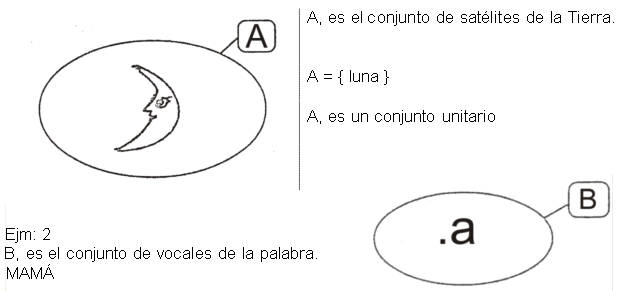 A
A, es el conjunto de satélites de la Tierra.
A = { luna }
A, es un conjunto unitario
B
.a
Ejm: 2
B, es el conjunto de vocales de la palabra.
MAMÁ